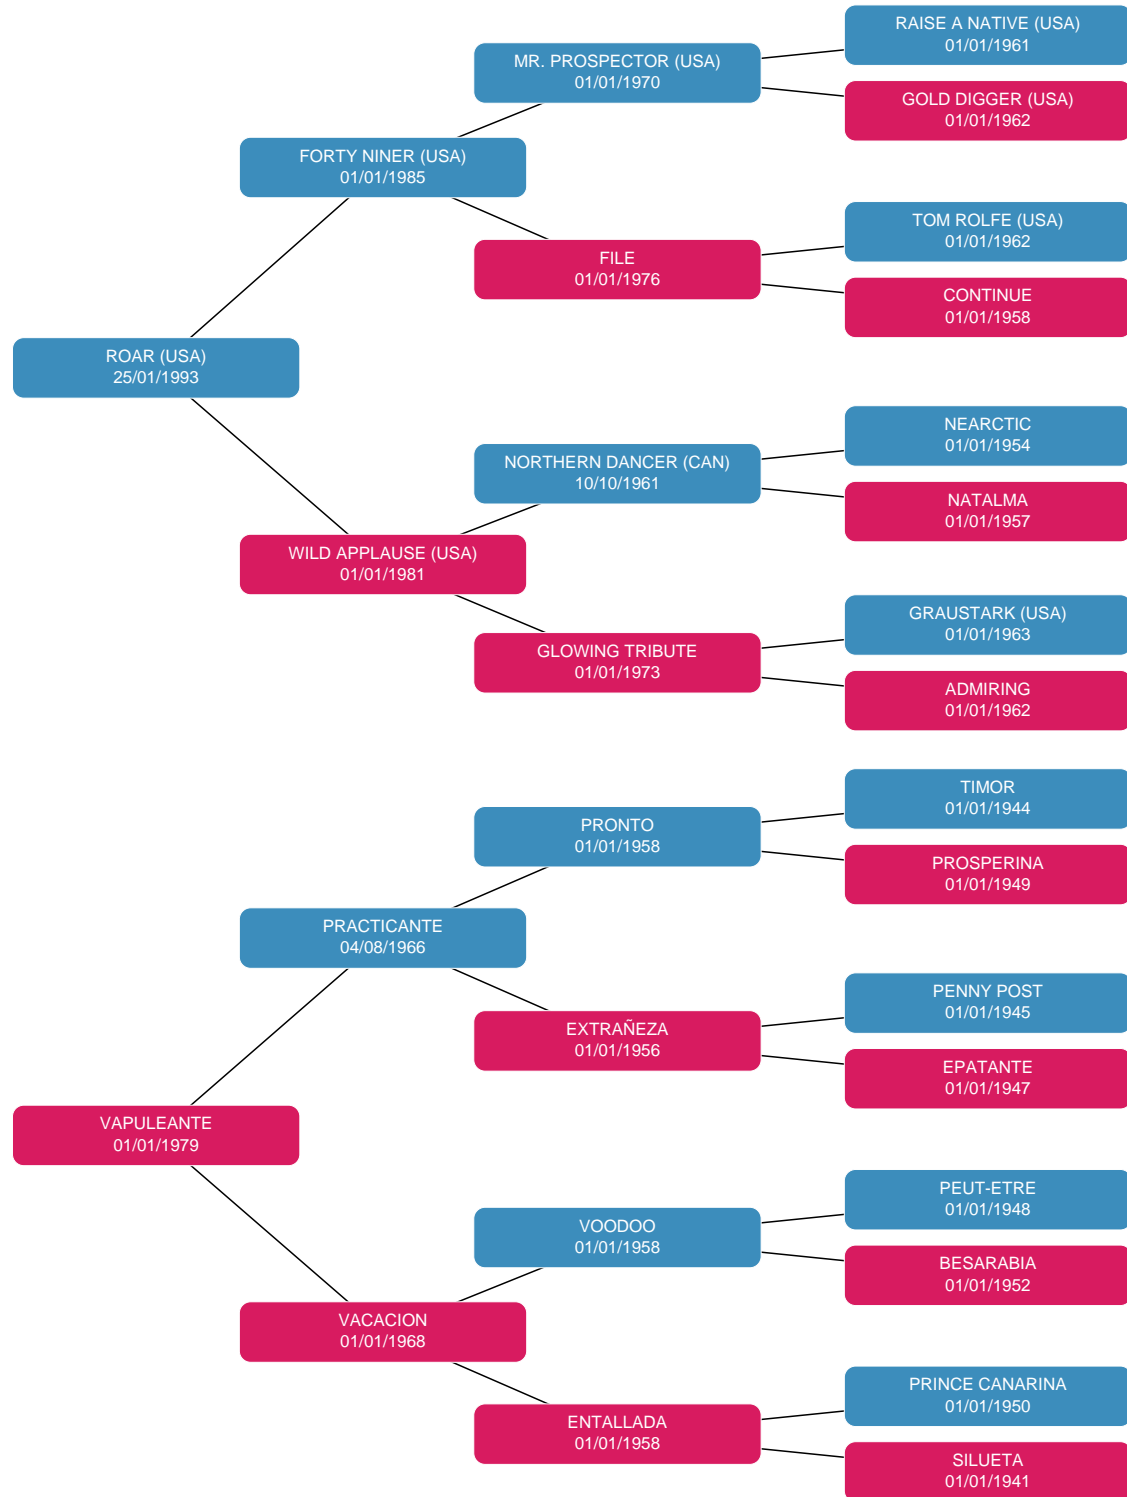 RAISE A NATIVE (USA)
01/01/1961
MR. PROSPECTOR (USA)
01/01/1970
GOLD DIGGER (USA)
01/01/1962
FORTY NINER (USA)
01/01/1985
TOM ROLFE (USA)
01/01/1962
FILE
01/01/1976
CONTINUE
01/01/1958
ROAR (USA)
25/01/1993
NEARCTIC
01/01/1954
NORTHERN DANCER (CAN)
10/10/1961
NATALMA
01/01/1957
WILD APPLAUSE (USA)
01/01/1981
GRAUSTARK (USA)
01/01/1963
GLOWING TRIBUTE
01/01/1973
ADMIRING
01/01/1962
TIMOR
01/01/1944
PRONTO
01/01/1958
PROSPERINA
01/01/1949
PRACTICANTE
04/08/1966
PENNY POST
01/01/1945
EXTRAÑEZA
01/01/1956
EPATANTE
01/01/1947
VAPULEANTE
01/01/1979
PEUT-ETRE
01/01/1948
VOODOO
01/01/1958
BESARABIA
01/01/1952
VACACION
01/01/1968
PRINCE CANARINA
01/01/1950
ENTALLADA
01/01/1958
SILUETA
01/01/1941